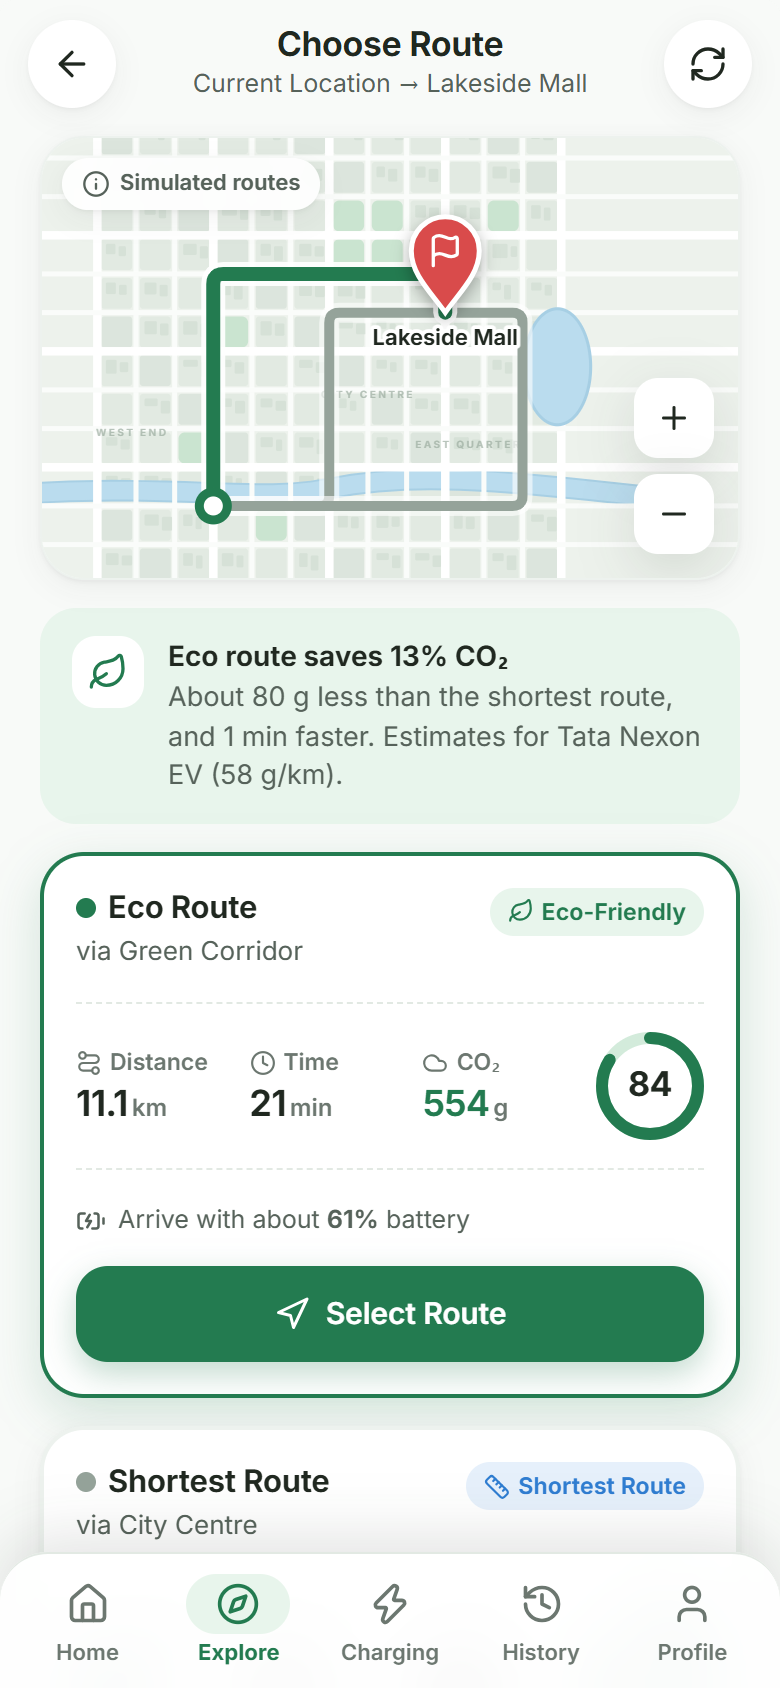 Choose Route
Current Location → Lakeside Mall
Simulated routes
Lakeside Mall
TY CENTRE
WEST END
EAST QUARTE
Eco route saves 13% CO₂
About 80 g less than the shortest route,
and 1 min faster. Estimates for Tata Nexon
EV (58 g/km).
Eco Route
Eco-Friendly
via Green Corridor
Distance Time CO₂
11.1 km 21 min 554 g
84
Arrive with about 61% battery
Select Route
Shortest Route
Shortest Route
via City Centre
Home Explore Charging History Profile